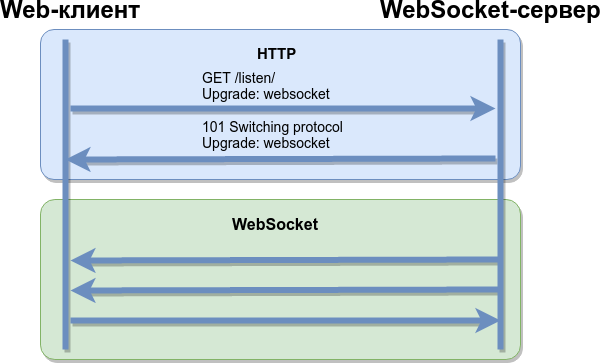 Web-клиент
WebSocket-сервер
HTTP
GET /listen/
Upgrade: websocket
101 Switching protocol
Upgrade: websocket
WebSocket